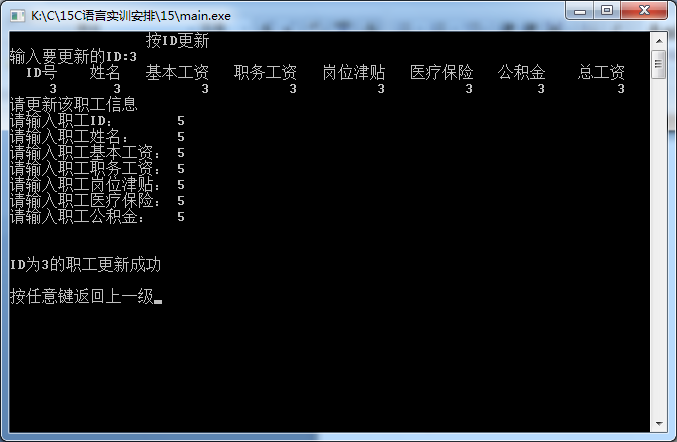 K:\C\15C语言实训安排\15\main.exe
按ID更新
输入要更新的ID:3
ID号 姓名 基本工资 职务工资 岗位津贴 医疗保险 公积金 总工资
3 3 3 3 3 3 3 3
请更新该职工信息
请输入职工ID: 5
请输入职工姓名: 5
请输入职工基本工资: 5
请输入职工职务工资: 5
请输入职工岗位津贴: 5
请输入职工医疗保险: 5
请输入职工公积金: 5
ID为3的职工更新成功
按任意键返回上一级_